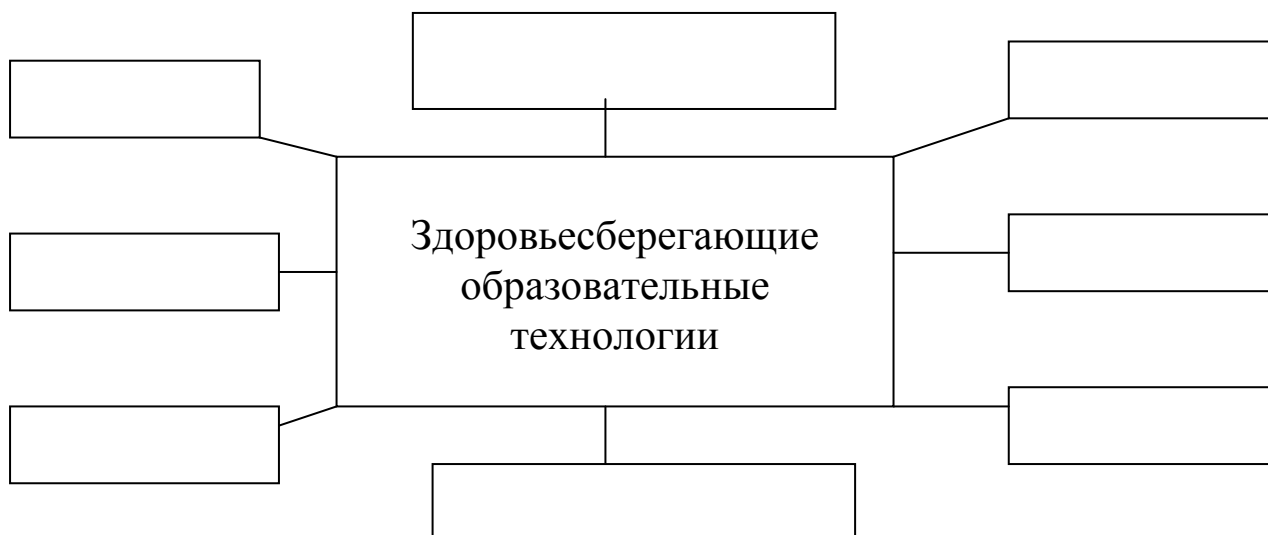 Здоровьесберегающие
образовательные
технологии